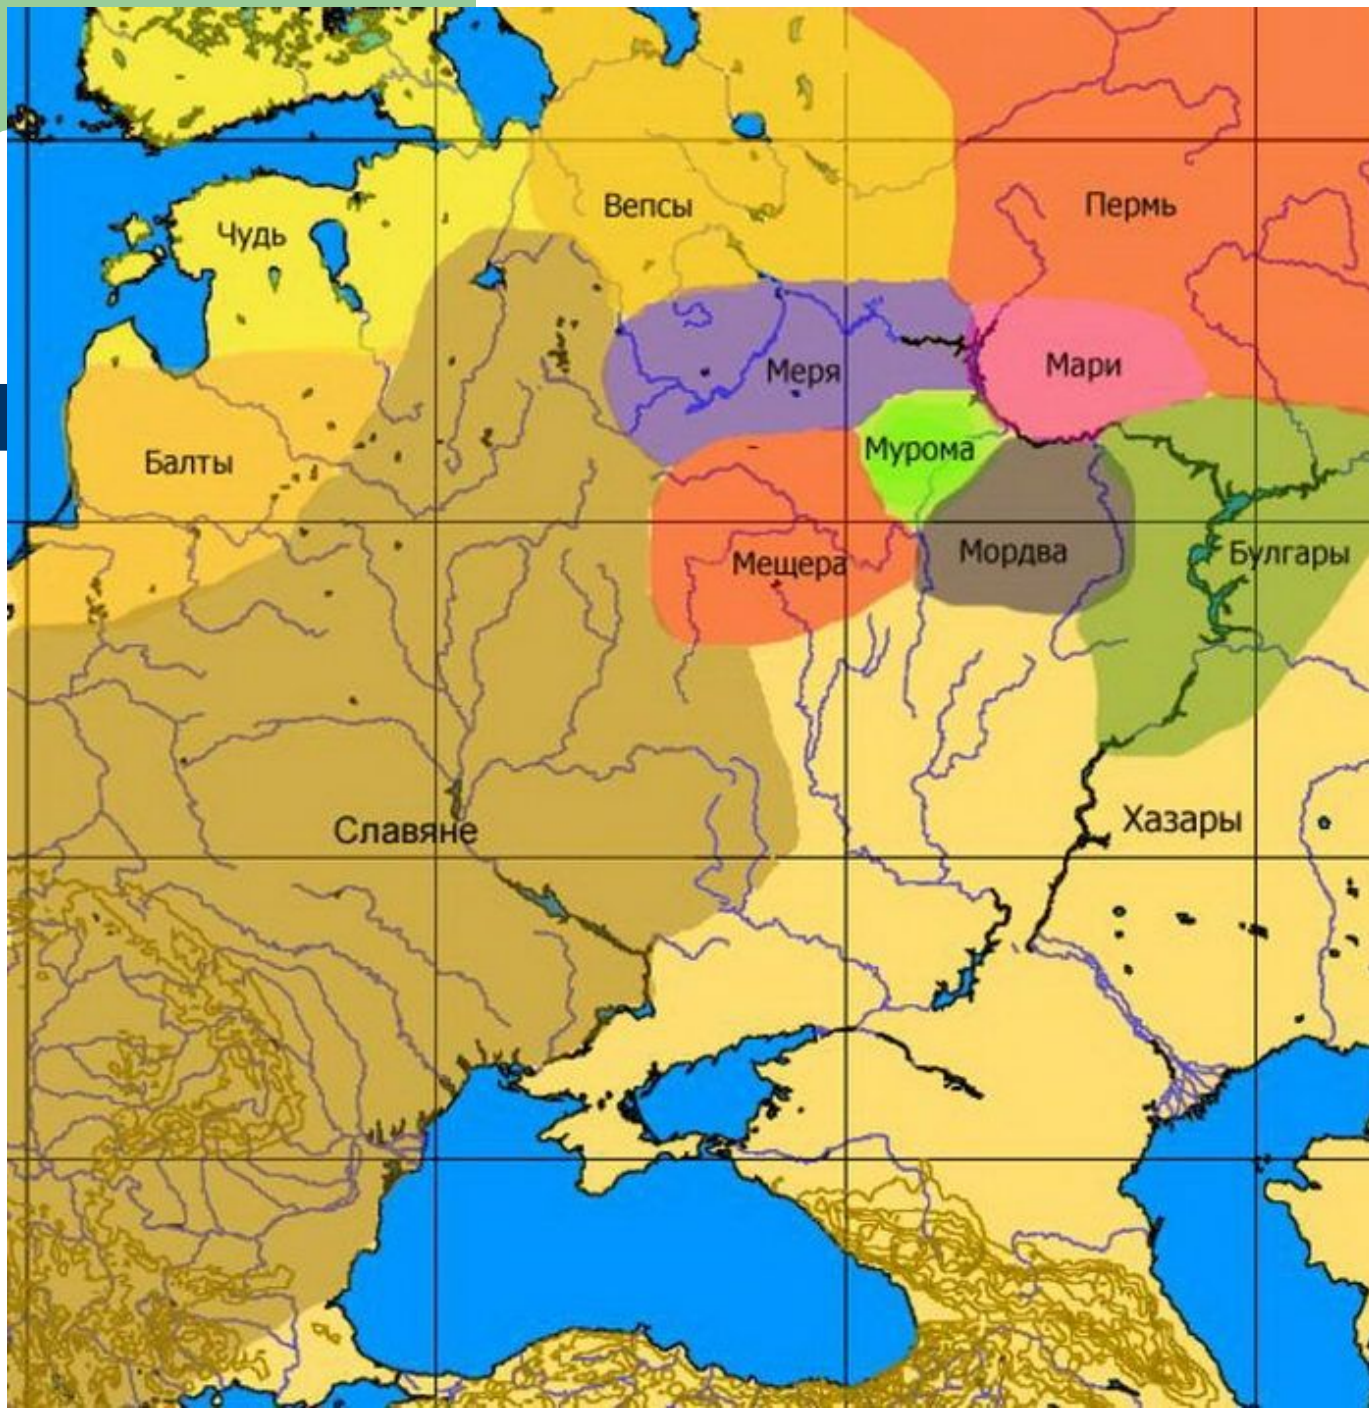 Вепсы
Пермь
Чудь
Меря
Мари
Мурома
Балты
Мещера
Мордва
Булгары
Славяне
Хазары